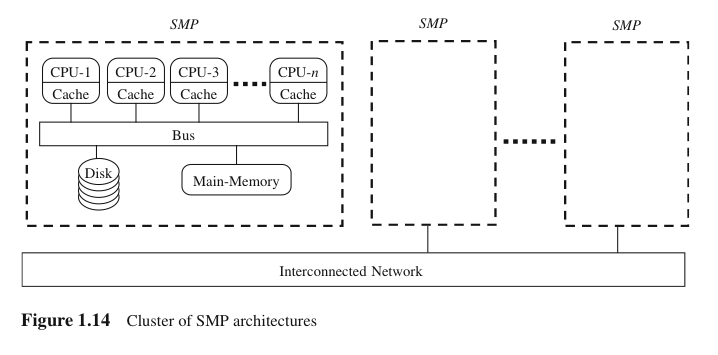 SMP
SMP
SMP
CPU-1
Cache
CPU-2
Cache
CPU-3
Cache
CPU-n
Cache
Bus
Disk
Main-Memory
Interconnected Network
Figure 1.14 Cluster of SMP architectures